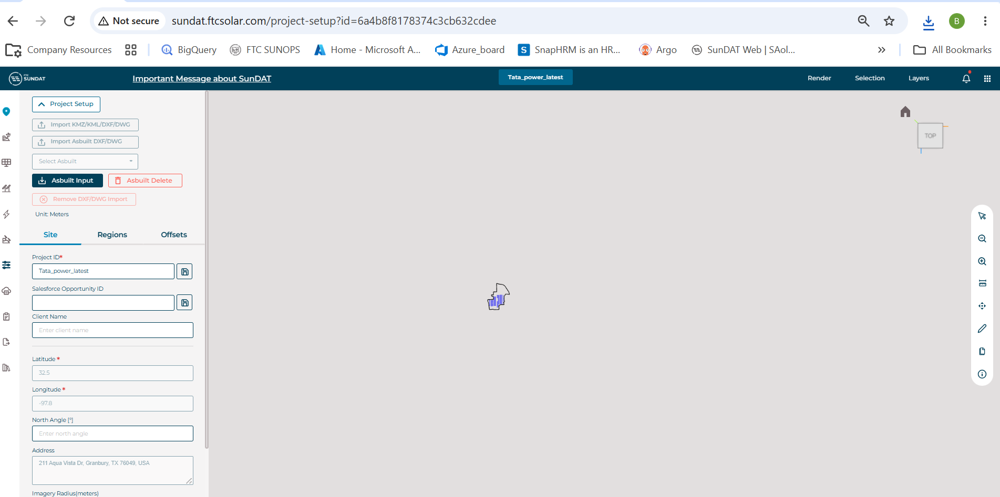 Not secure
sundat.ftcsolar.com/project-setup?id=6a4b8f8178374c3cb632cdee
B
Company Resources
BigQuery
FTC SUNOPS
Home - Microsoft A...
Azure_board
S
SnapHRM is an HR...
Argo
SunDAT Web | SAol...
»
All Bookmarks
FTC
SUNDAT
Important Message about SunDAT
Tata_power_latest
Render
Selection
Layers
Project Setup
Import KMZ/KML/DXF/DWG
Import Asbuilt DXF/DWG
Select Asbuilt
Asbuilt Input
Asbuilt Delete
Remove DXF/DWG Import
Unit: Meters
Site
Regions
Offsets
Project ID*
Tata_power_latest
Salesforce Opportunity ID
Client Name
Enter client name
Latitude *
32.5
Longitude *
-97.8
North Angle [°]
Enter north angle
Address
211 Aqua Vista Dr, Granbury, TX 76049, USA
Imagery Radius(meters)
TOP